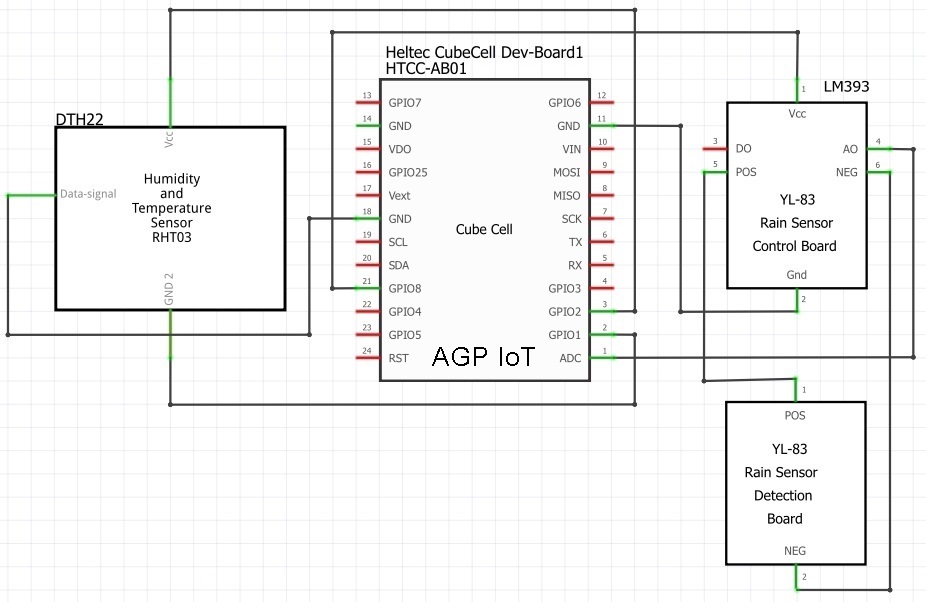 Heltec CubeCell Dev-Board1
HTCC-AB01
DTH22
Vcc
Data-signal
Humidity
and
Temperature
Sensor
RHT03
GND 2
13 GPIO7
14 GND
15 VDO
16 GPIO25
17 Vext
18 GND
19 SCL
20 SDA
21 GPIO8
22 GPIO4
23 GPIO5
24 RST
Cube Cell
AGP IoT
GPIO6 12
GND 11
VIN 10
MOSI 9
MISO 8
SCK 7
TX 6
RX 5
GPIO3 4
GPIO2 3
GPIO1 2
ADC 1
LM393
1
Vcc
3 DO
AO 4
5 POS
NEG 6
YL-83
Rain Sensor
Control Board
Gnd
2
1
POS
YL-83
Rain Sensor
Detection
Board
NEG
2